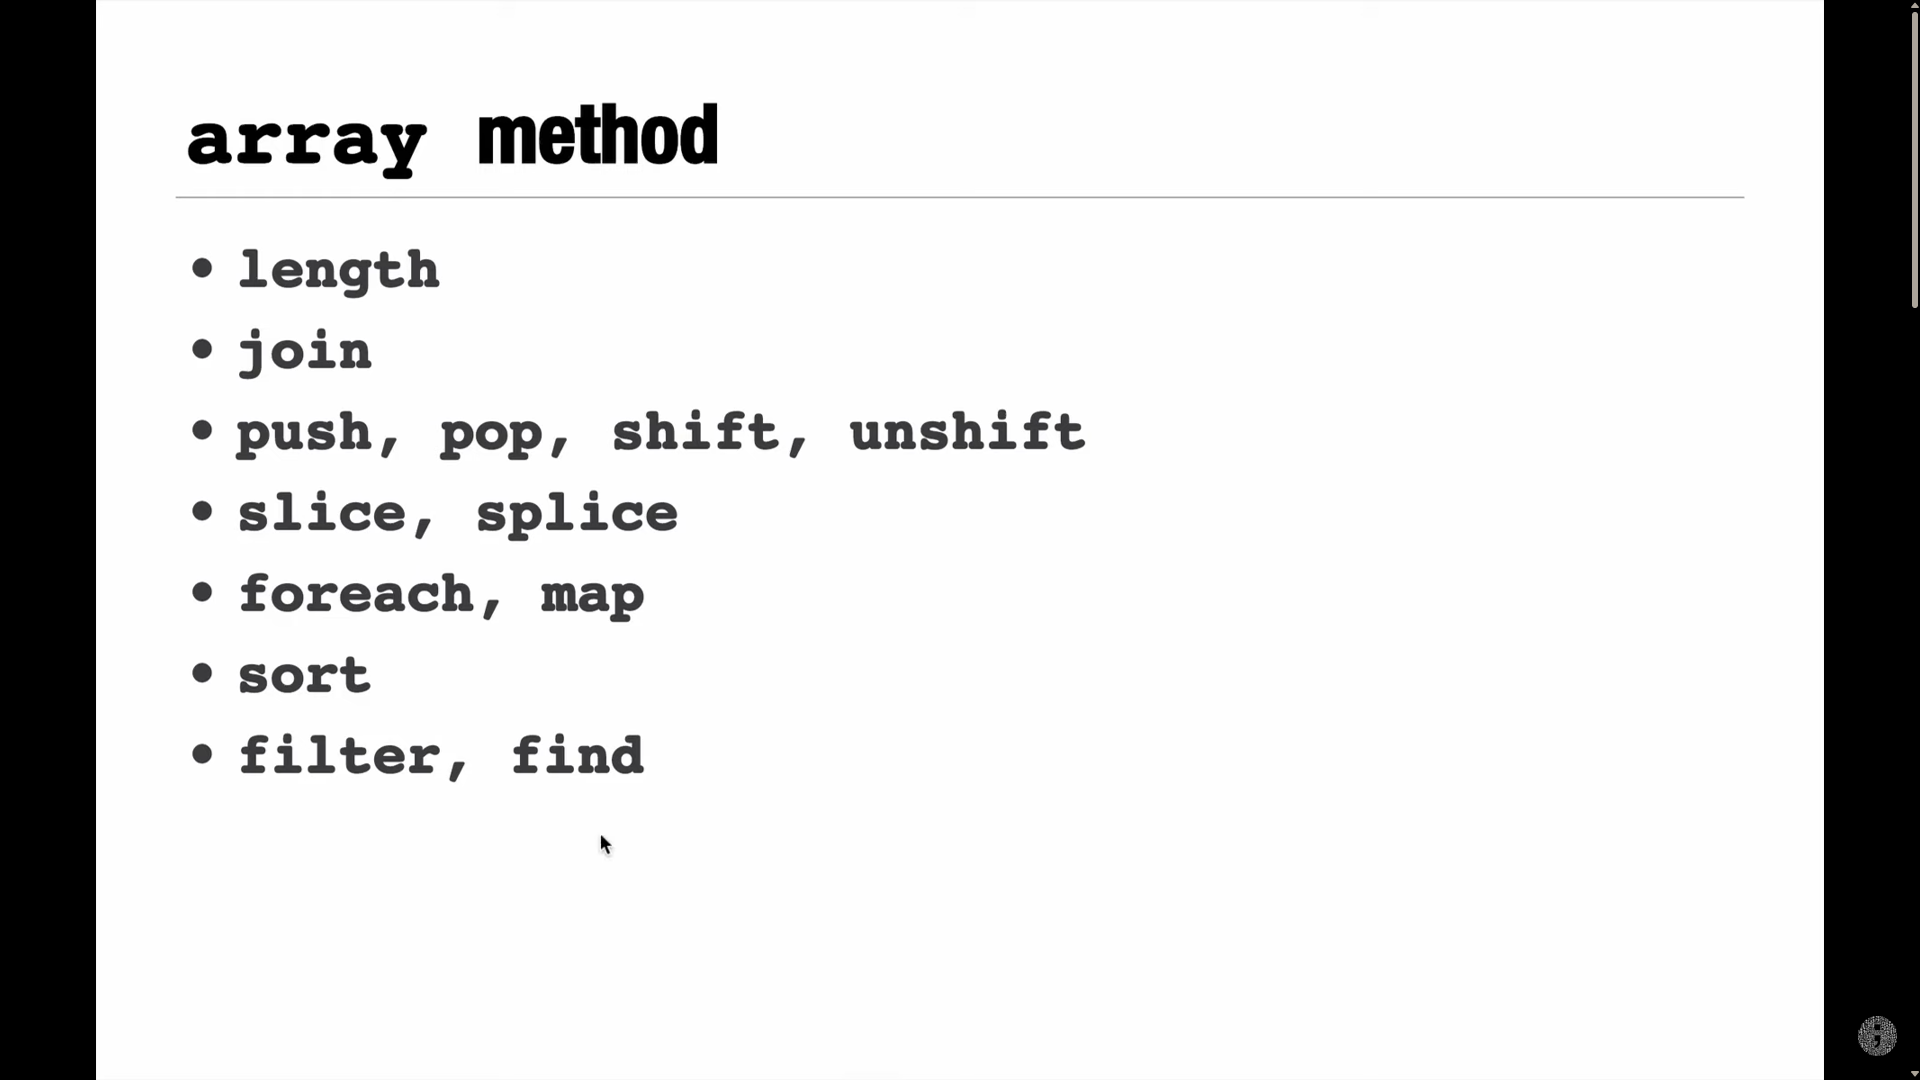 array method
• length
• join
• push, pop, shift, unshift
• slice, splice
• foreach, map
• sort
• filter, find